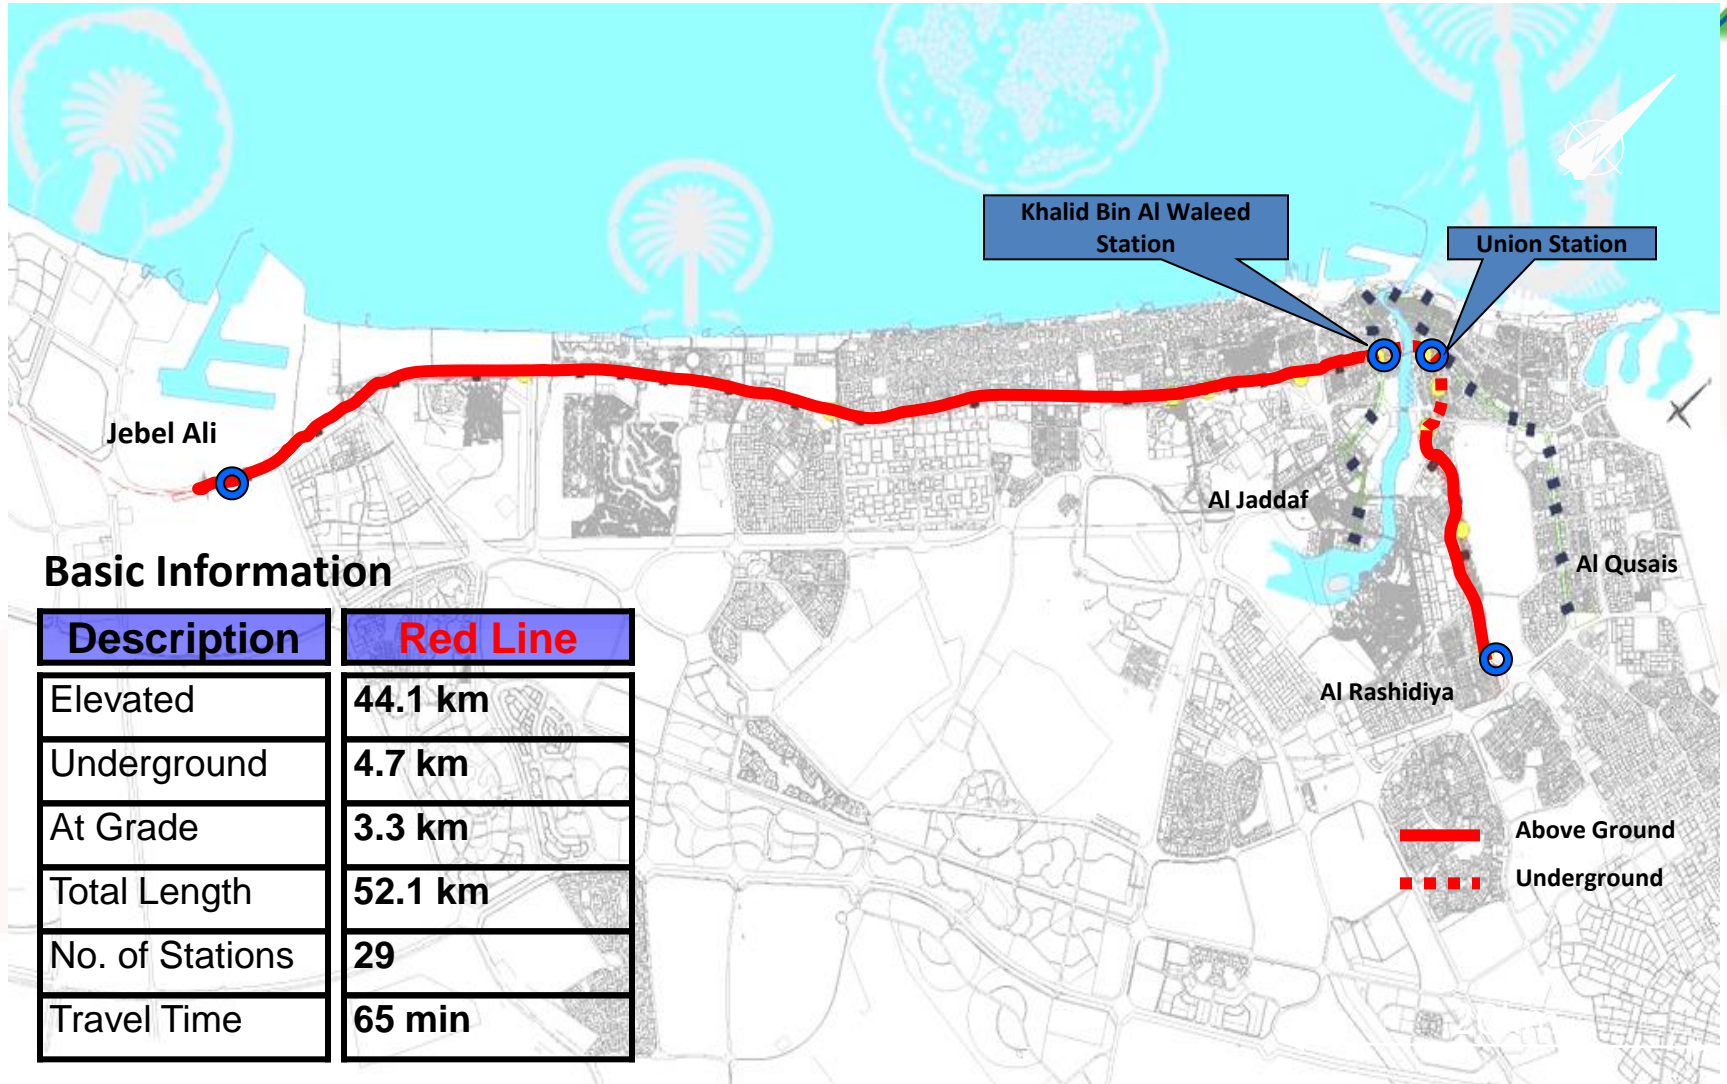 Khalid Bin Al Waleed
Station
Union Station
Jebel Ali
Al Jaddaf
Al Qusais
Al Rashidiya
Basic Information
Description Red Line
Elevated 44.1 km
Underground 4.7 km
At Grade 3.3 km
Total Length 52.1 km
No. of Stations 29
Travel Time 65 min
Above Ground
Underground